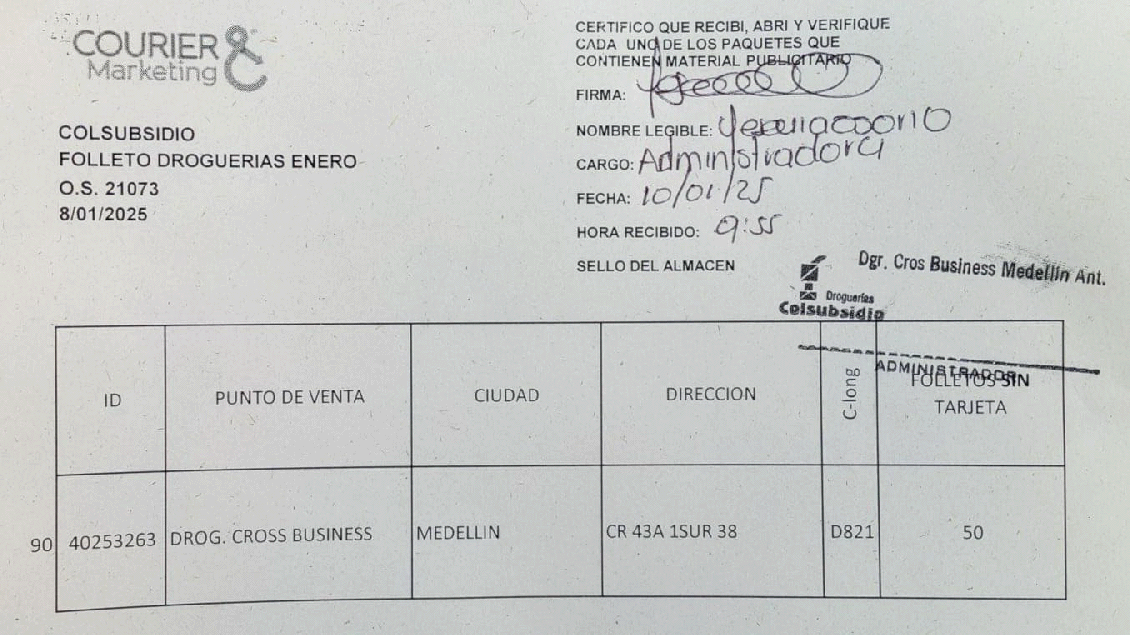 COURIER
Marketing
COLSUBSIDIO
FOLLETO DROGUERIAS ENERO
O.S. 21073
8/01/2025
CERTIFICO QUE RECIBI, ABRI Y VERIFIQUE
CADA UNO DE LOS PAQUETES QUE
CONTIENEN MATERIAL PUBLICITARIO
FIRMA:
NOMBRE LEGIBLE:
CARGO: Administradora
FECHA: 10/01/25
HORA RECIBIDO: 9:55
SELLO DEL ALMACEN
Dgr. Cros Business Medellín Ant.
Droguerías
Colsubsidio
ADMINISTRADOR
ID
PUNTO DE VENTA
CIUDAD
DIRECCION
C-long
FOLLETOS SIN
TARJETA
90 40253263 DROG. CROSS BUSINESS MEDELLIN CR 43A 1SUR 38 D821 50